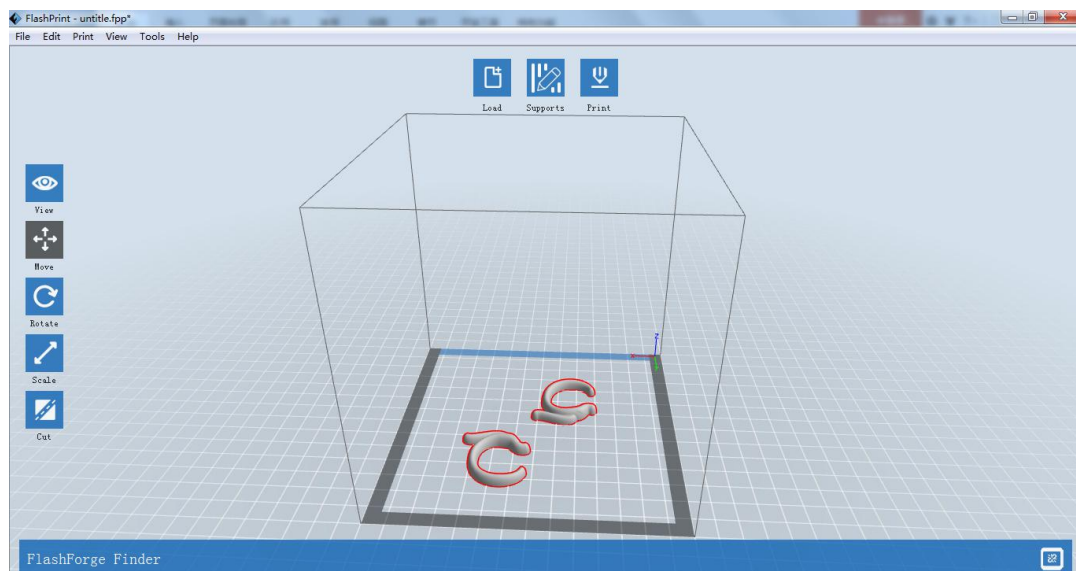 FlashPrint - untitle.fpp*
File Edit Print View Tools Help
Load Supports Print
View
Move
Rotate
Scale
Cut
FlashForge Finder